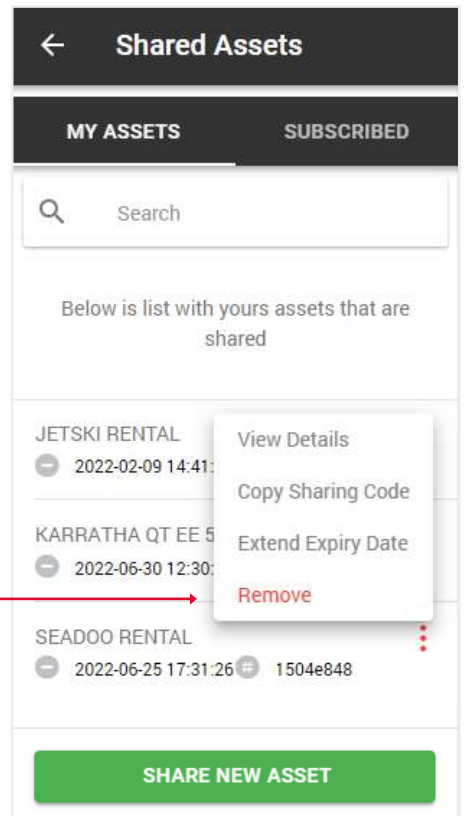 Shared Assets
MY ASSETS
SUBSCRIBED
Search
Below is list with yours assets that are
shared
JETSKI RENTAL
2022-02-09 14:41:
KARRATHA QT EE 5
2022-06-30 12:30:
View Details
Copy Sharing Code
Extend Expiry Date
Remove
SEADOO RENTAL
2022-06-25 17:31:26 # 1504e848
SHARE NEW ASSET